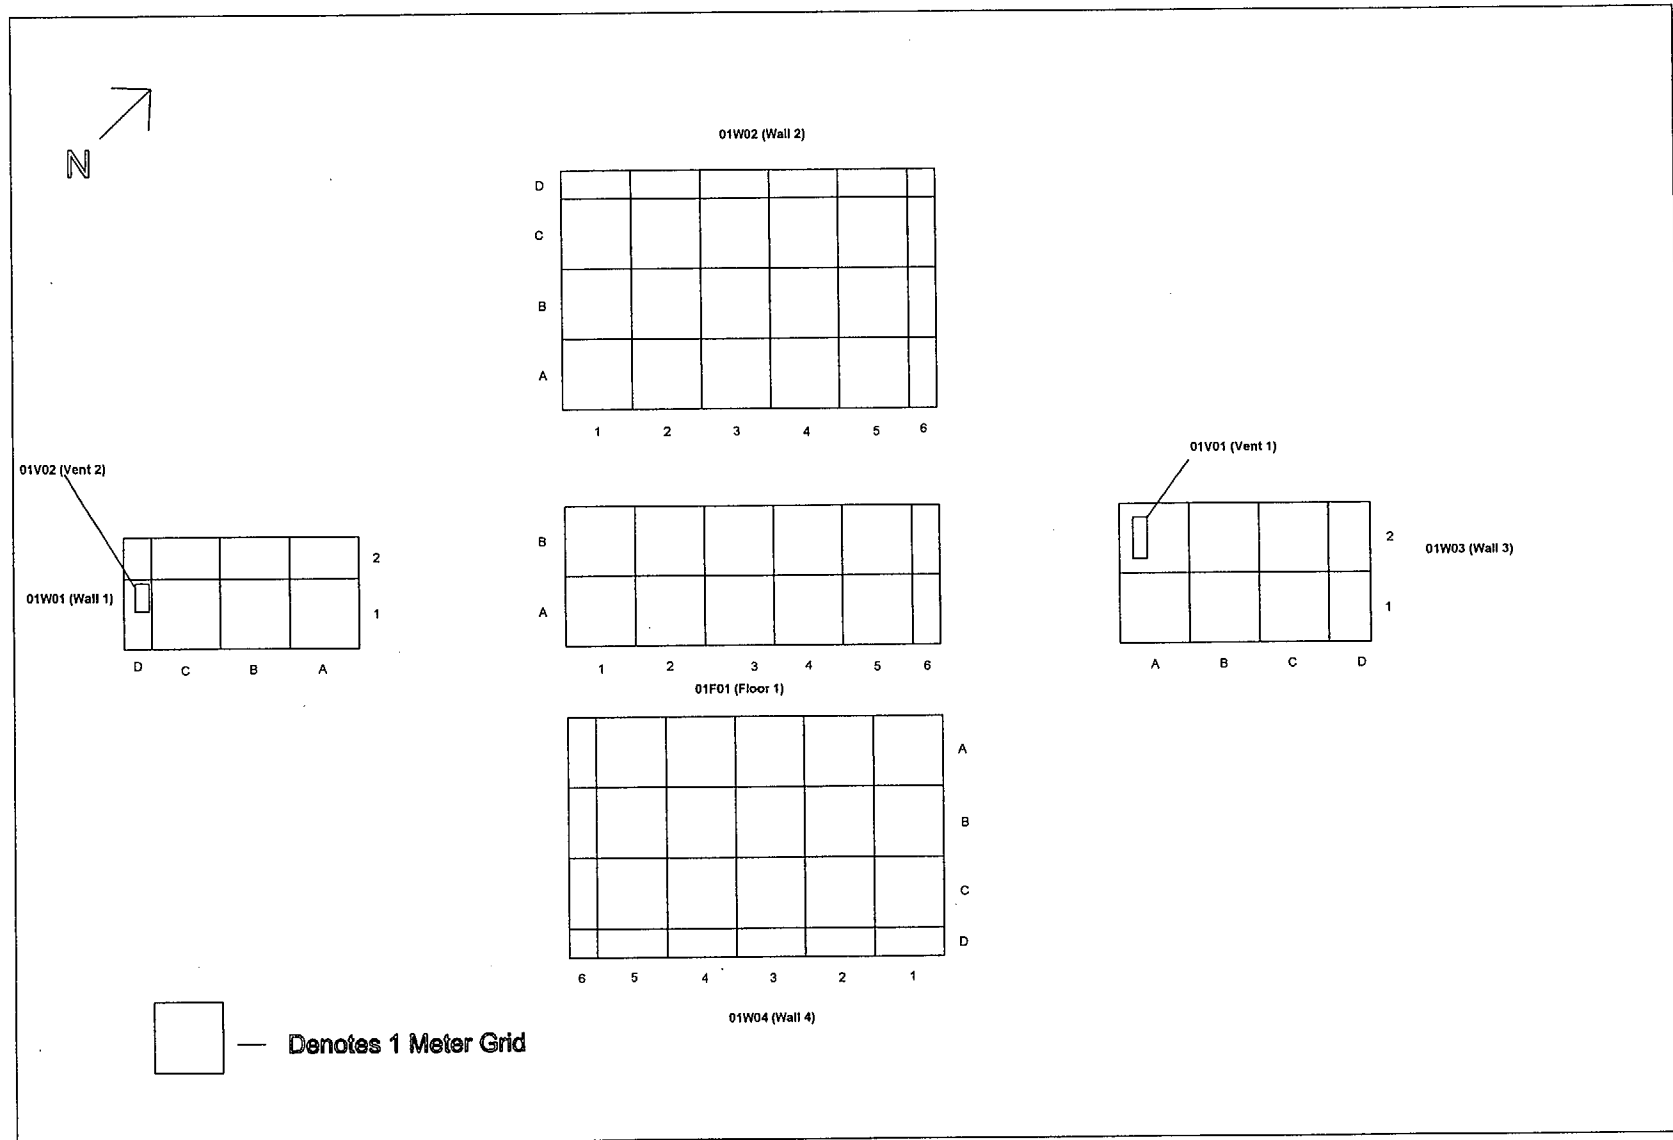 N
01W02 (Wall 2)
D
C
B
A
1 2 3 4 5 6
01V02 (Vent 2)
01V01 (Vent 1)
2
01W01 (Wall 1)
1
D C B A
B
A
1 2 3 4 5 6
01F01 (Floor 1)
2
01W03 (Wall 3)
1
A B C D
A
B
C
D
6 5 4 3 2 1
01W04 (Wall 4)
Denotes 1 Meter Grid